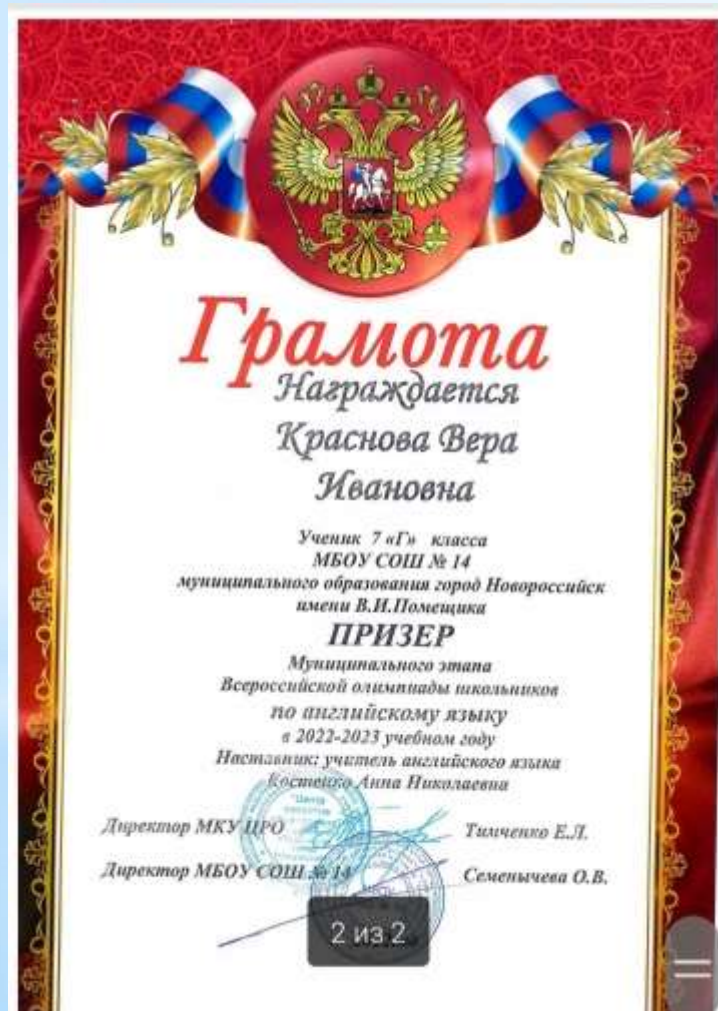 Грамота
Награждается
Краснова Вера
Ивановна
Ученик 7 «Г» класса
МБОУ СОШ № 14
муниципального образования город Новороссийск
имени В.И.Помещика
ПРИЗЕР
Муниципального этапа
Всероссийской олимпиады школьников
по английскому языку
в 2022-2023 учебном году
Наставник: учитель английского языка
Костенко Анна Николаевна
Директор МКУ ЦРО Тимченко Е.Л.
Директор МБОУ СОШ № 14 Семенычева О.В.
2 из 2